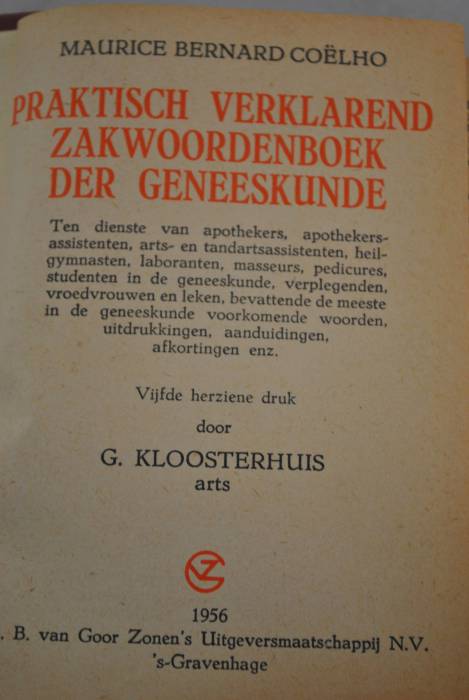 MAURICE BERNARD COËLHO
PRAKTISCH VERKLAREND
ZAKWOORDENBOEK
DER GENEESKUNDE
Ten dienste van apothekers, apothekers-
assistenten, arts- en tandartsassistenten, heil-
gymnasten, laboranten, masseurs, pedicures,
studenten in de geneeskunde, verplegenden,
vroedvrouwen en leken, bevattende de meeste
in de geneeskunde voorkomende woorden,
uitdrukkingen, aanduidingen,
afkortingen enz.
Vijfde herziene druk
door
G. KLOOSTERHUIS
arts
GZ
1956
. B. van Goor Zonen's Uitgeversmaatschappij N.V.
's-Gravenhage